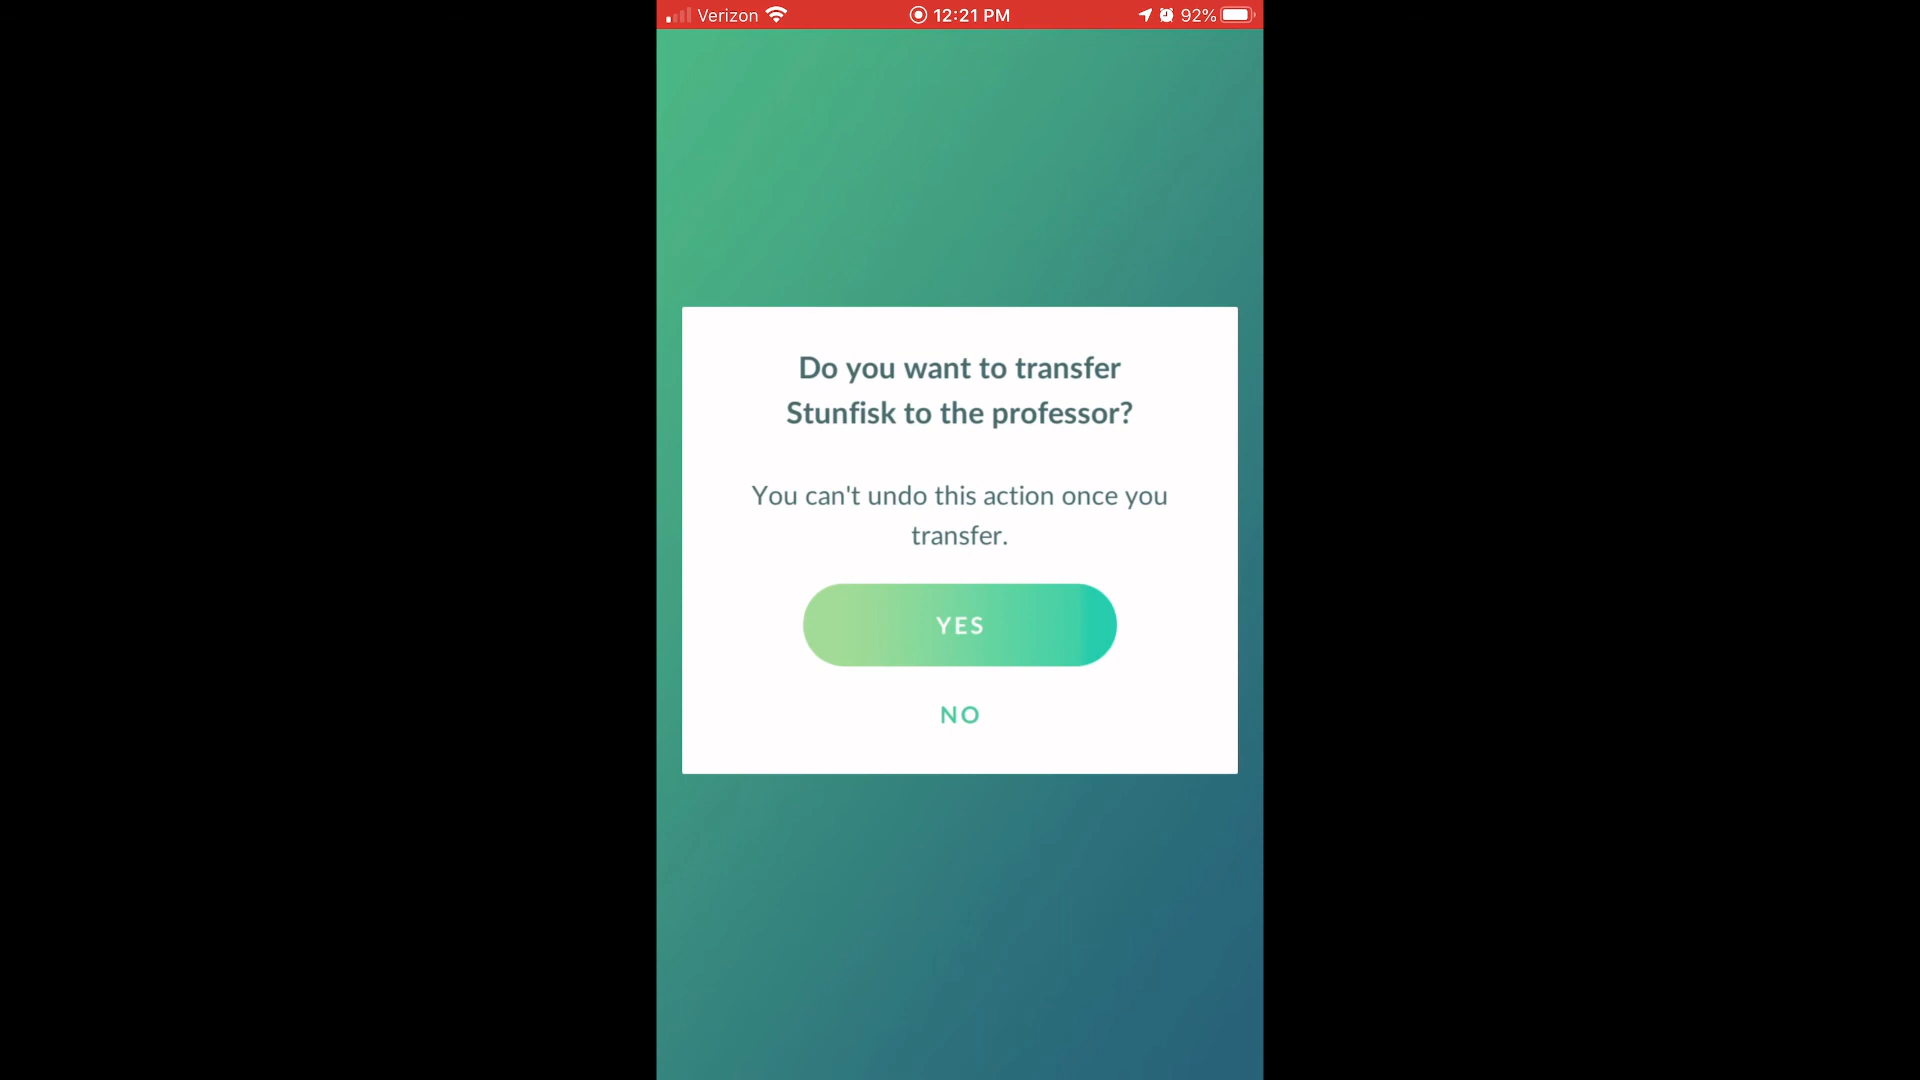 Verizon 12:21 PM 92%
Do you want to transfer
Stunfisk to the professor?
You can't undo this action once you
transfer.
YES
NO